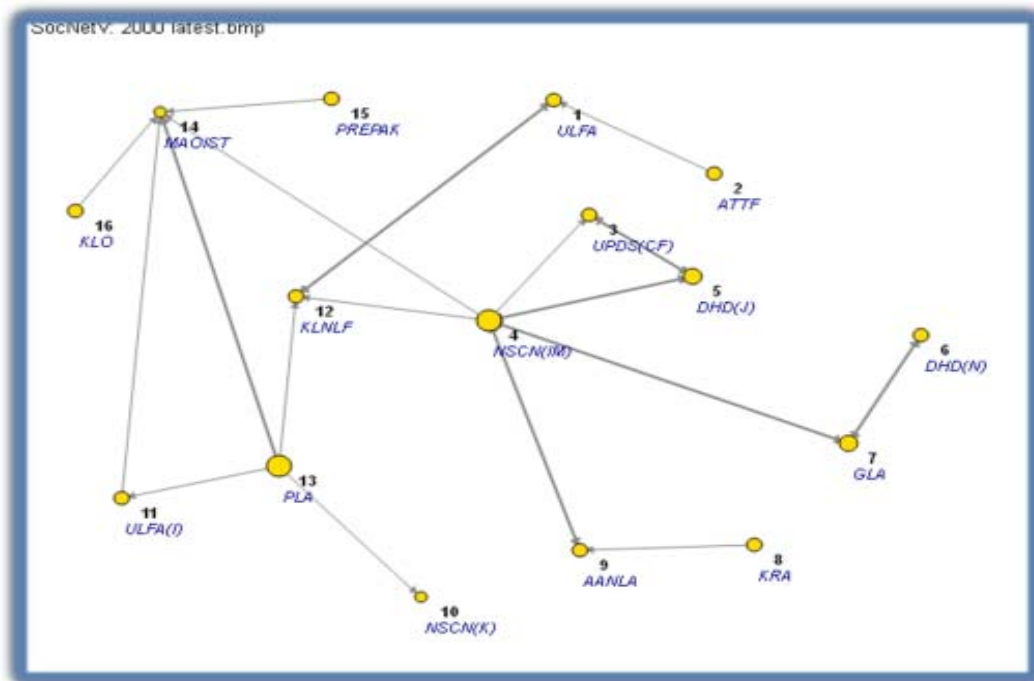 SocNetV: 2000 latest.bmp
14
MAOIST
15
PREPAK
1
ULFA
2
ATTF
16
KLO
3
UPDS(CF)
5
DHD(J)
12
KLNLF
4
NSCN(IM)
6
DHD(N)
7
GLA
13
PLA
11
ULFA(I)
9
AANLA
8
KRA
10
NSCN(K)